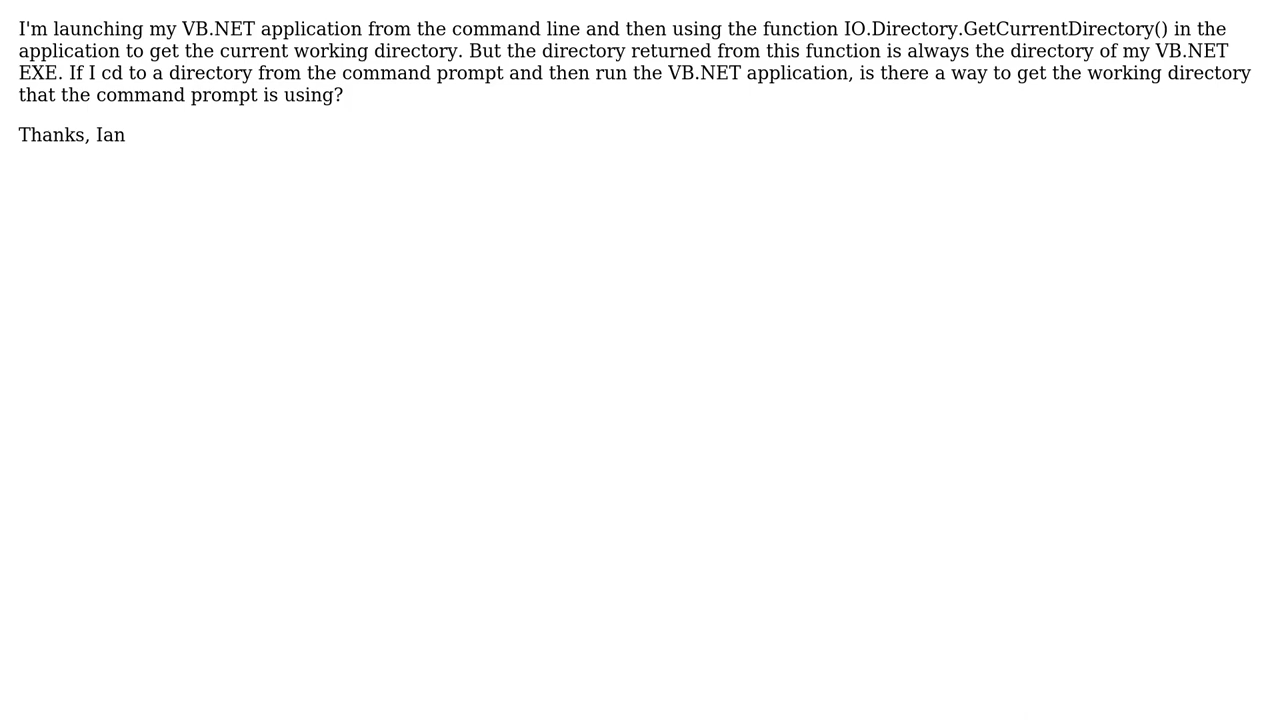 I'm launching my VB.NET application from the command line and then using the function IO.Directory.GetCurrentDirectory() in the
application to get the current working directory. But the directory returned from this function is always the directory of my VB.NET
EXE. If I cd to a directory from the command prompt and then run the VB.NET application, is there a way to get the working directory
that the command prompt is using?
Thanks, Ian